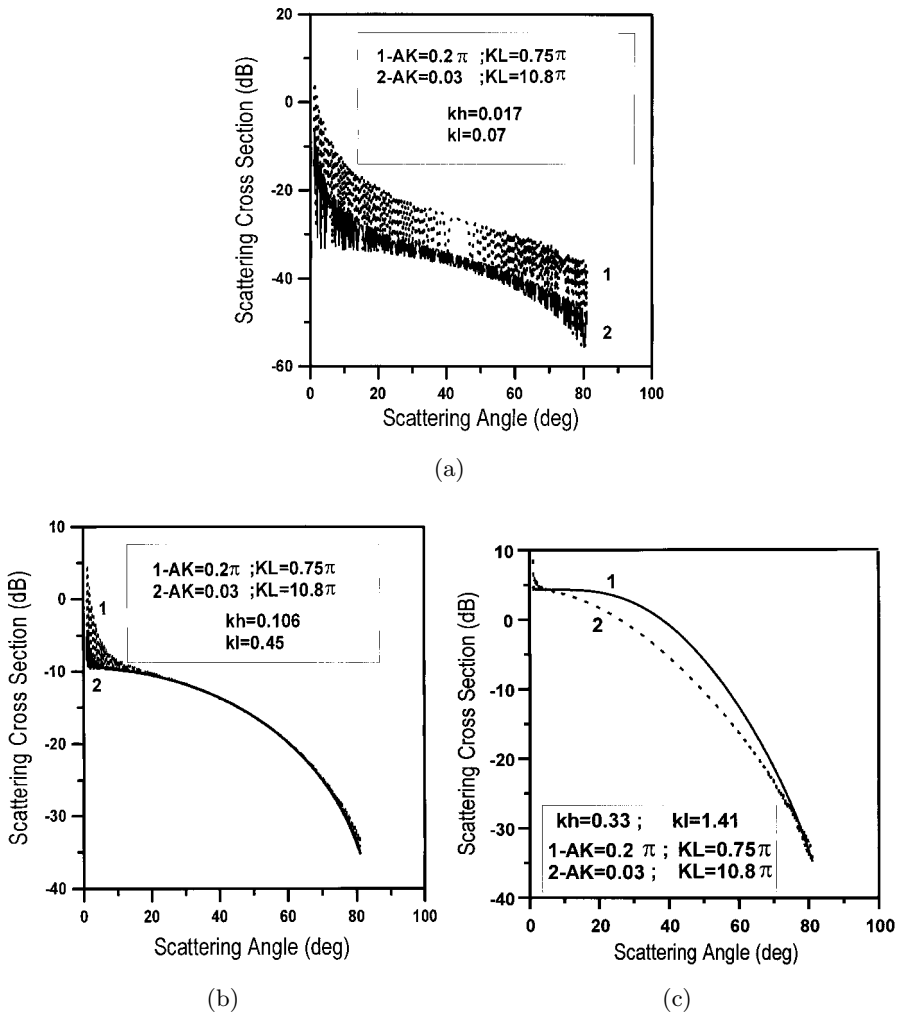 20
0
-20
-40
-60
Scattering Cross Section (dB)
1-AK=0.2 π ;KL=0.75π
2-AK=0.03 ;KL=10.8π
kh=0.017
kl=0.07
1
2
0 20 40 60 80 100
Scattering Angle (deg)
(a)
10
0
-10
-20
-30
-40
Scattering Cross Section (dB)
1-AK=0.2π ;KL=0.75π
2-AK=0.03 ;KL=10.8π
kh=0.106
kl=0.45
1
2
0 20 40 60 80 100
Scattering Angle (deg)
(b)
10
0
-10
-20
-30
-40
Scattering Cross Section (dB)
1
2
kh=0.33 ; kl=1.41
1-AK=0.2 π ; KL=0.75π
2-AK=0.03 ; KL=10.8π
0 20 40 60 80 100
Scattering Angle (deg)
(c)